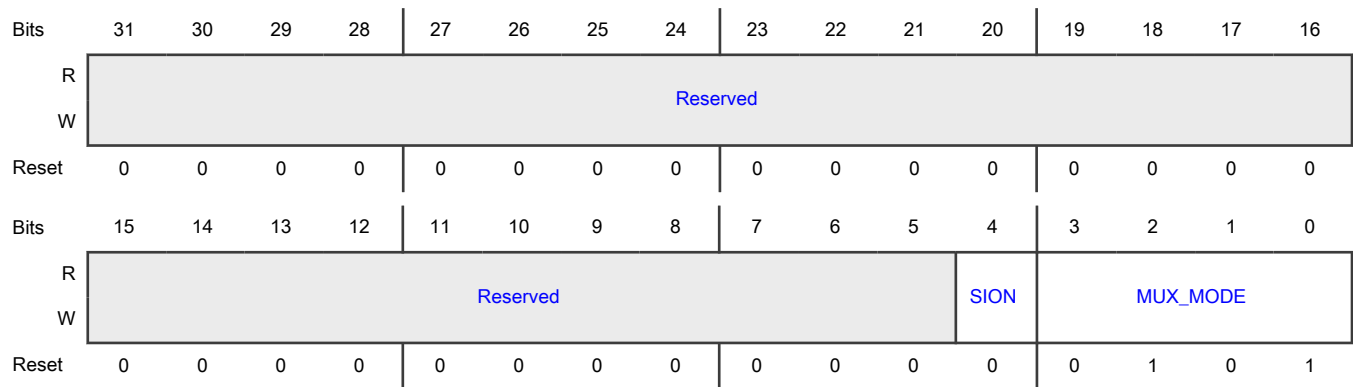 Bits 31 30 29 28 27 26 25 24 23 22 21 20 19 18 17 16
R
Reserved
W
Reset 0 0 0 0 0 0 0 0 0 0 0 0 0 0 0 0
Bits 15 14 13 12 11 10 9 8 7 6 5 4 3 2 1 0
R
Reserved SION MUX_MODE
W
Reset 0 0 0 0 0 0 0 0 0 0 0 0 0 1 0 1